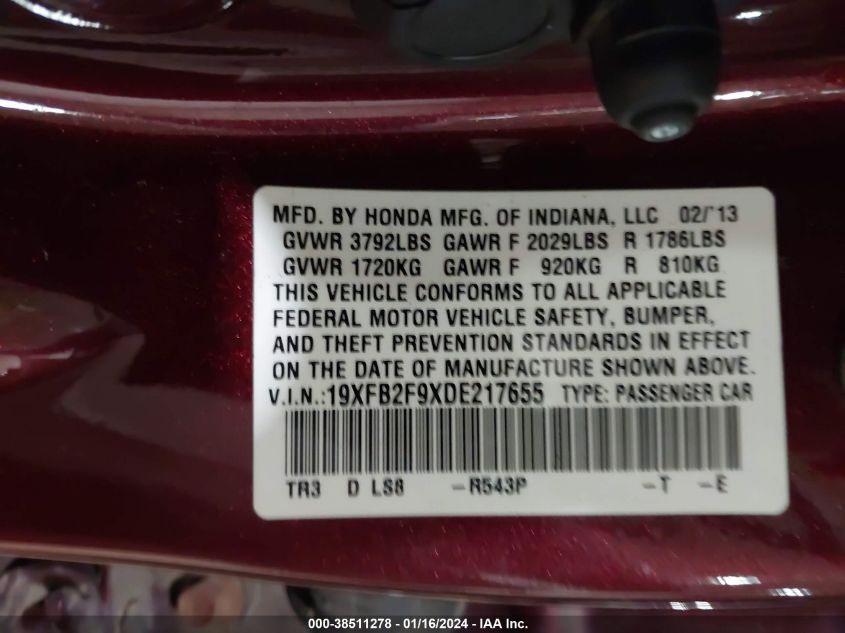 MFD. BY HONDA MFG. OF INDIANA, LLC 02/'13
GVWR 3792LBS GAWR F 2029LBS R 1786LBS
GVWR 1720KG GAWR F 920KG R 810KG
THIS VEHICLE CONFORMS TO ALL APPLICABLE
FEDERAL MOTOR VEHICLE SAFETY, BUMPER,
AND THEFT PREVENTION STANDARDS IN EFFECT
ON THE DATE OF MANUFACTURE SHOWN ABOVE.
V.I.N.:19XFB2F9XDE217655 TYPE: PASSENGER CAR
TR3 D LS8 -R543P -T -E
000-38511278 - 01/16/2024 - IAA Inc.